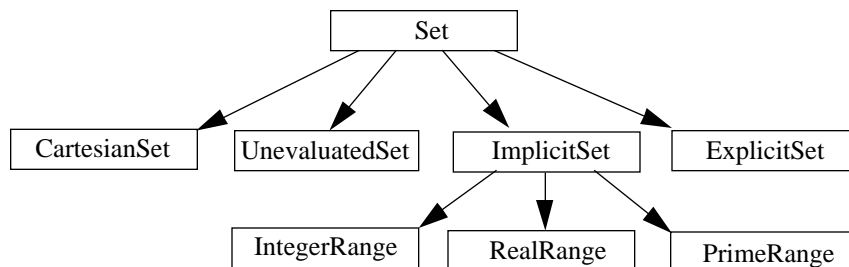 Set
CartesianSet
UnevaluatedSet
ImplicitSet
ExplicitSet
IntegerRange
RealRange
PrimeRange